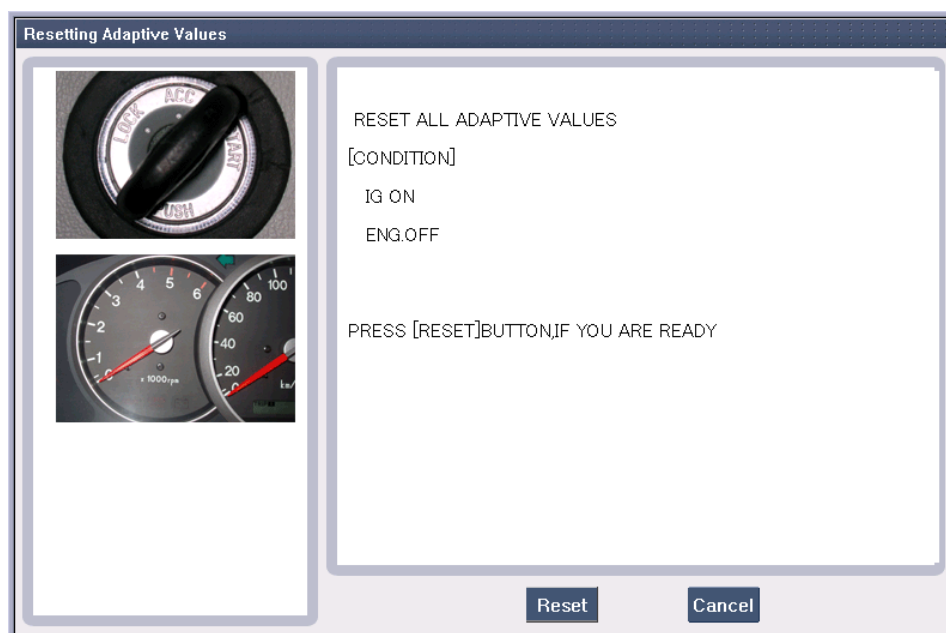 Resetting Adaptive Values
LOCK
ACC
START
PUSH
0
1
2
3
4
5
6
x 1000rpm
0
20
40
60
80
100
km/
RESET ALL ADAPTIVE VALUES
[CONDITION]
IG ON
ENG.OFF
PRESS [RESET]BUTTON,IF YOU ARE READY
Reset
Cancel